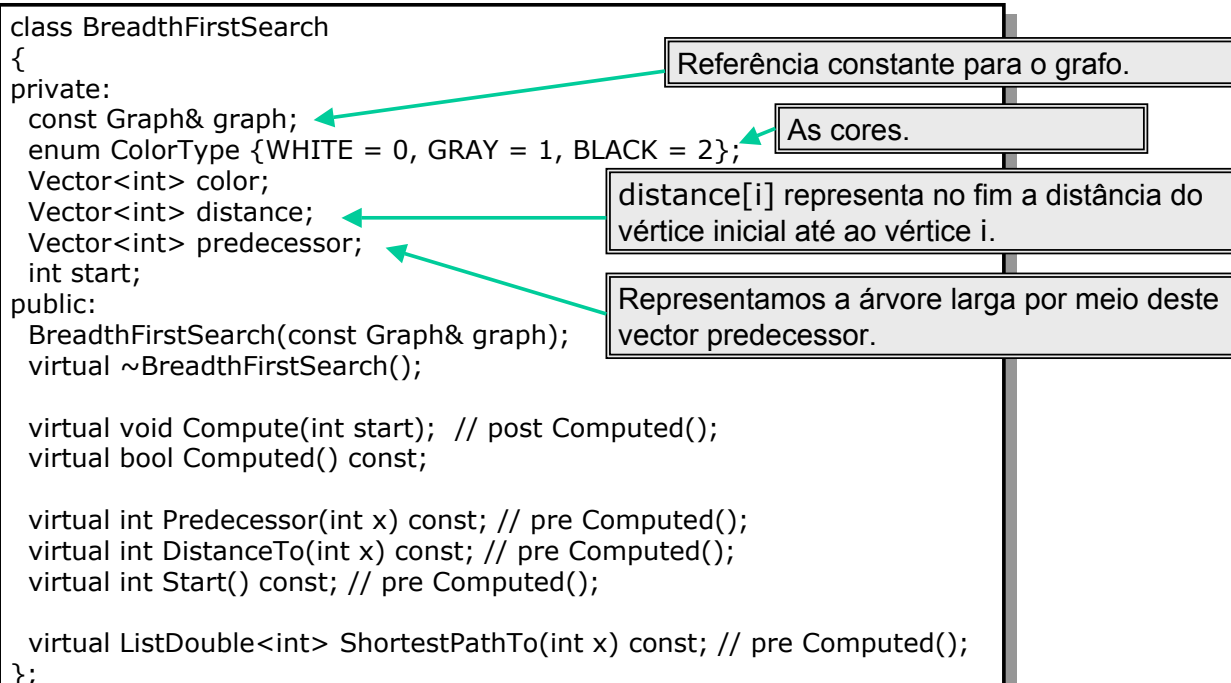 class BreadthFirstSearch
{
private:
const Graph& graph;
enum ColorType {WHITE = 0, GRAY = 1, BLACK = 2};
Vector<int> color;
Vector<int> distance;
Vector<int> predecessor;
int start;
public:
BreadthFirstSearch(const Graph& graph);
virtual ~BreadthFirstSearch();
virtual void Compute(int start);  // post Computed();
virtual bool Computed() const;
virtual int Predecessor(int x) const; // pre Computed();
virtual int DistanceTo(int x) const; // pre Computed();
virtual int Start() const; // pre Computed();
virtual ListDouble<int> ShortestPathTo(int x) const; // pre Computed();
};
Referência constante para o grafo.
As cores.
distance[i] representa no fim a distância do
vértice inicial até ao vértice i.
Representamos a árvore larga por meio deste
vector predecessor.